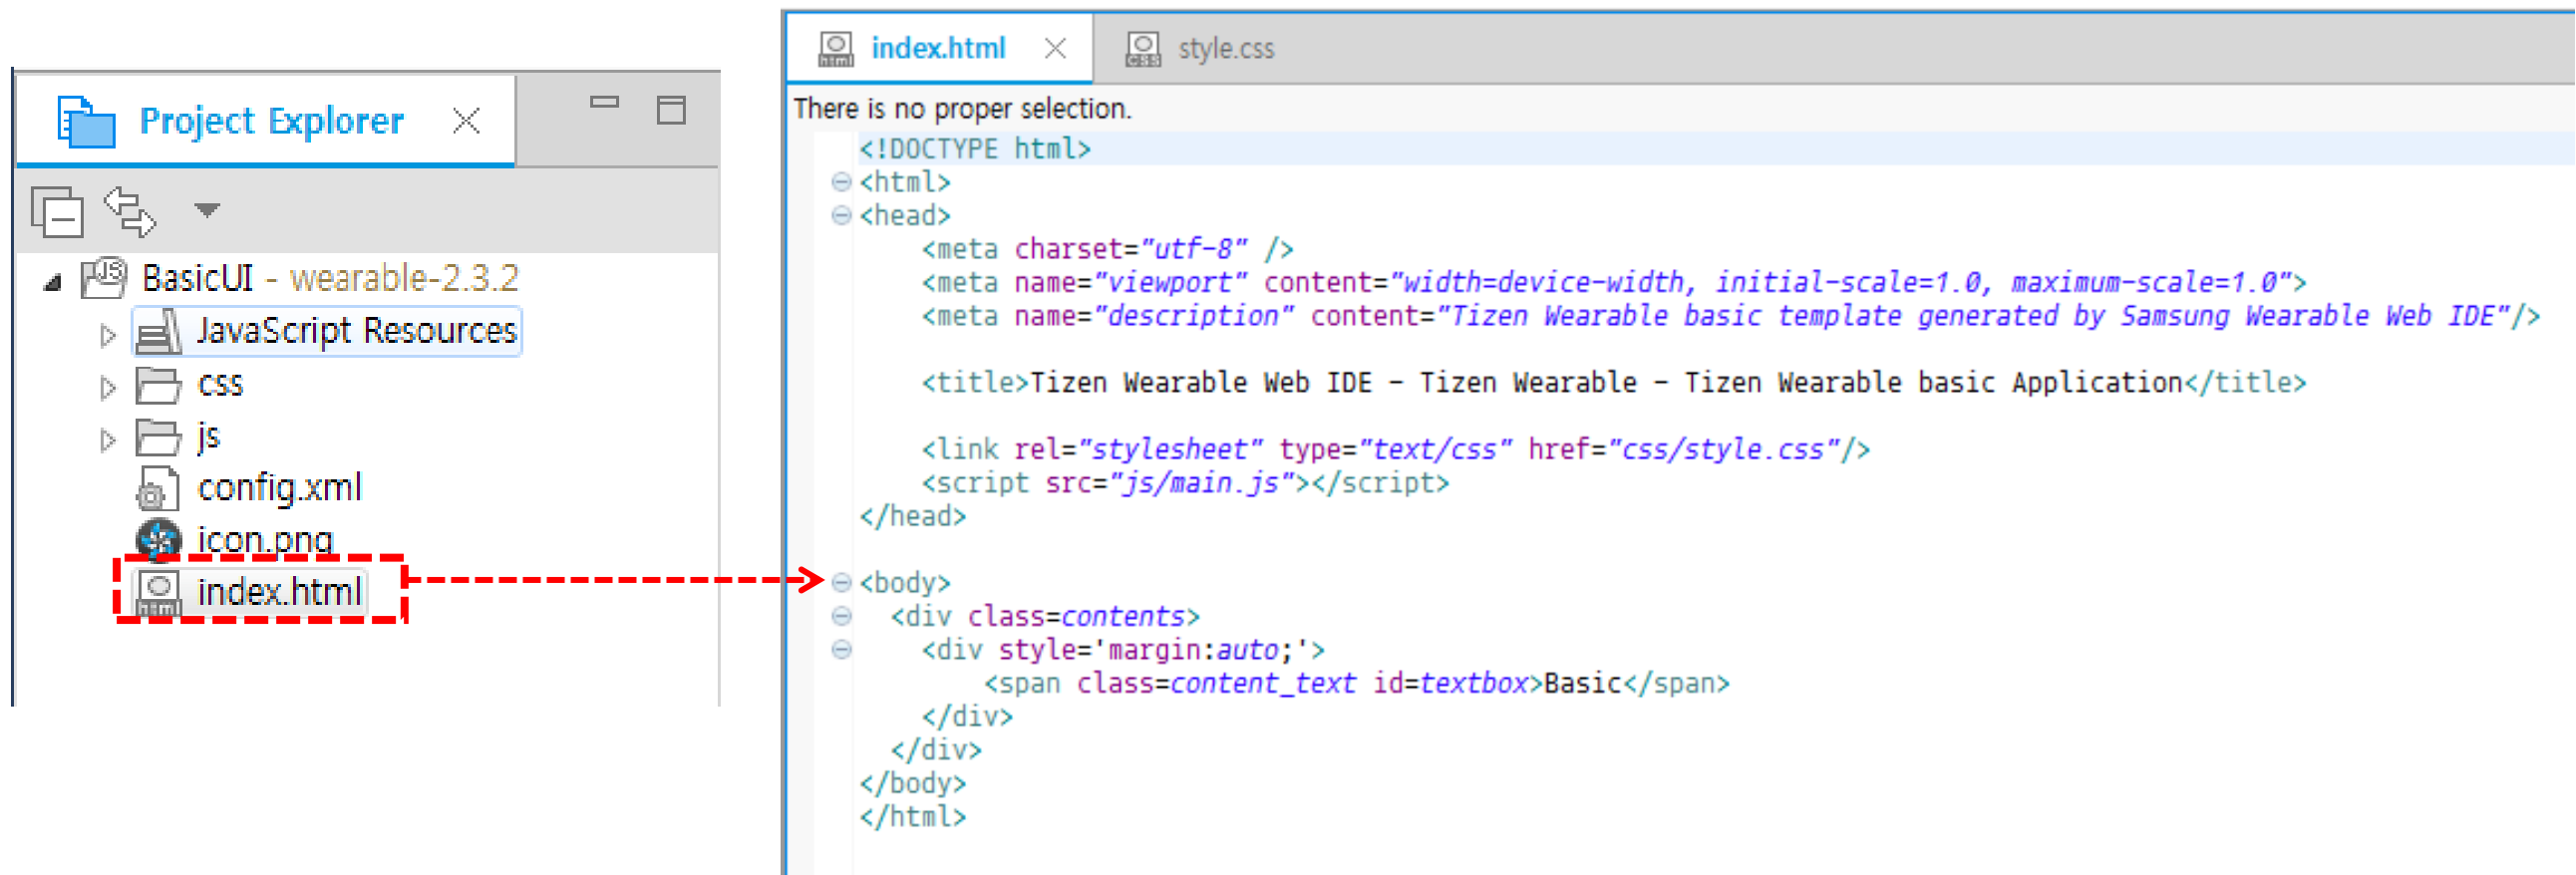 Project Explorer
BasicUI - wearable-2.3.2
JavaScript Resources
css
js
config.xml
icon.png
index.html
index.html
style.css
There is no proper selection.
<!DOCTYPE html>
<html>
<head>
<meta charset="utf-8" />
<meta name="viewport" content="width=device-width, initial-scale=1.0, maximum-scale=1.0">
<meta name="description" content="Tizen Wearable basic template generated by Samsung Wearable Web IDE"/>
<title>Tizen Wearable Web IDE - Tizen Wearable - Tizen Wearable basic Application</title>
<link rel="stylesheet" type="text/css" href="css/style.css"/>
<script src="js/main.js"></script>
</head>
<body>
<div class=contents>
<div style='margin:auto;'>
<span class=content_text id=textbox>Basic</span>
</div>
</div>
</body>
</html>